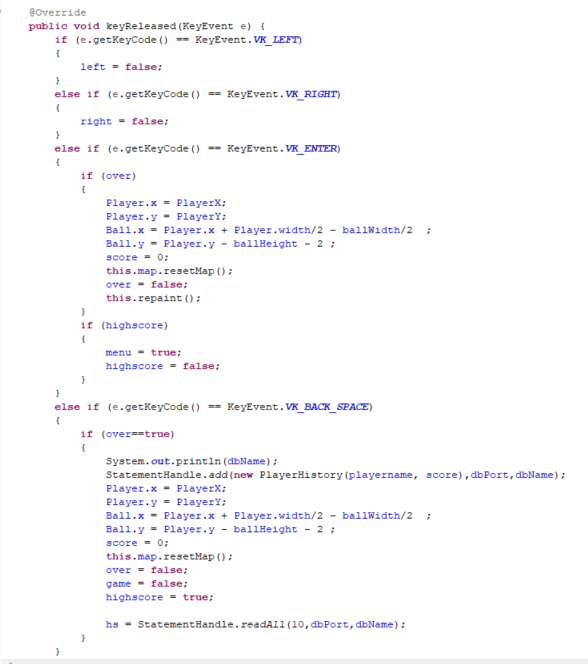 @Override
public void keyReleased(KeyEvent e) {
    if (e.getKeyCode() == KeyEvent.VK_LEFT)
    {
        left = false;
    }
    else if (e.getKeyCode() == KeyEvent.VK_RIGHT)
    {
        right = false;
    }
    else if (e.getKeyCode() == KeyEvent.VK_ENTER)
    {
        if (over)
        {
            Player.x = PlayerX;
            Player.y = PlayerY;
            Ball.x = Player.x + Player.width/2 - ballWidth/2  ;
            Ball.y = Player.y - ballHeight - 2 ;
            score = 0;
            this.map.resetMap();
            over = false;
            this.repaint();
        }
        if (highscore)
        {
            menu = true;
            highscore = false;
        }
    }
    else if (e.getKeyCode() == KeyEvent.VK_BACK_SPACE)
    {
        if (over==true)
        {
            System.out.println(dbName);
            StatementHandle.add(new PlayerHistory(playername, score),dbPort,dbName);
            Player.x = PlayerX;
            Player.y = PlayerY;
            Ball.x = Player.x + Player.width/2 - ballWidth/2  ;
            Ball.y = Player.y - ballHeight - 2 ;
            score = 0;
            this.map.resetMap();
            over = false;
            game = false;
            highscore = true;

            hs = StatementHandle.readAll(10,dbPort,dbName);
        }
    }